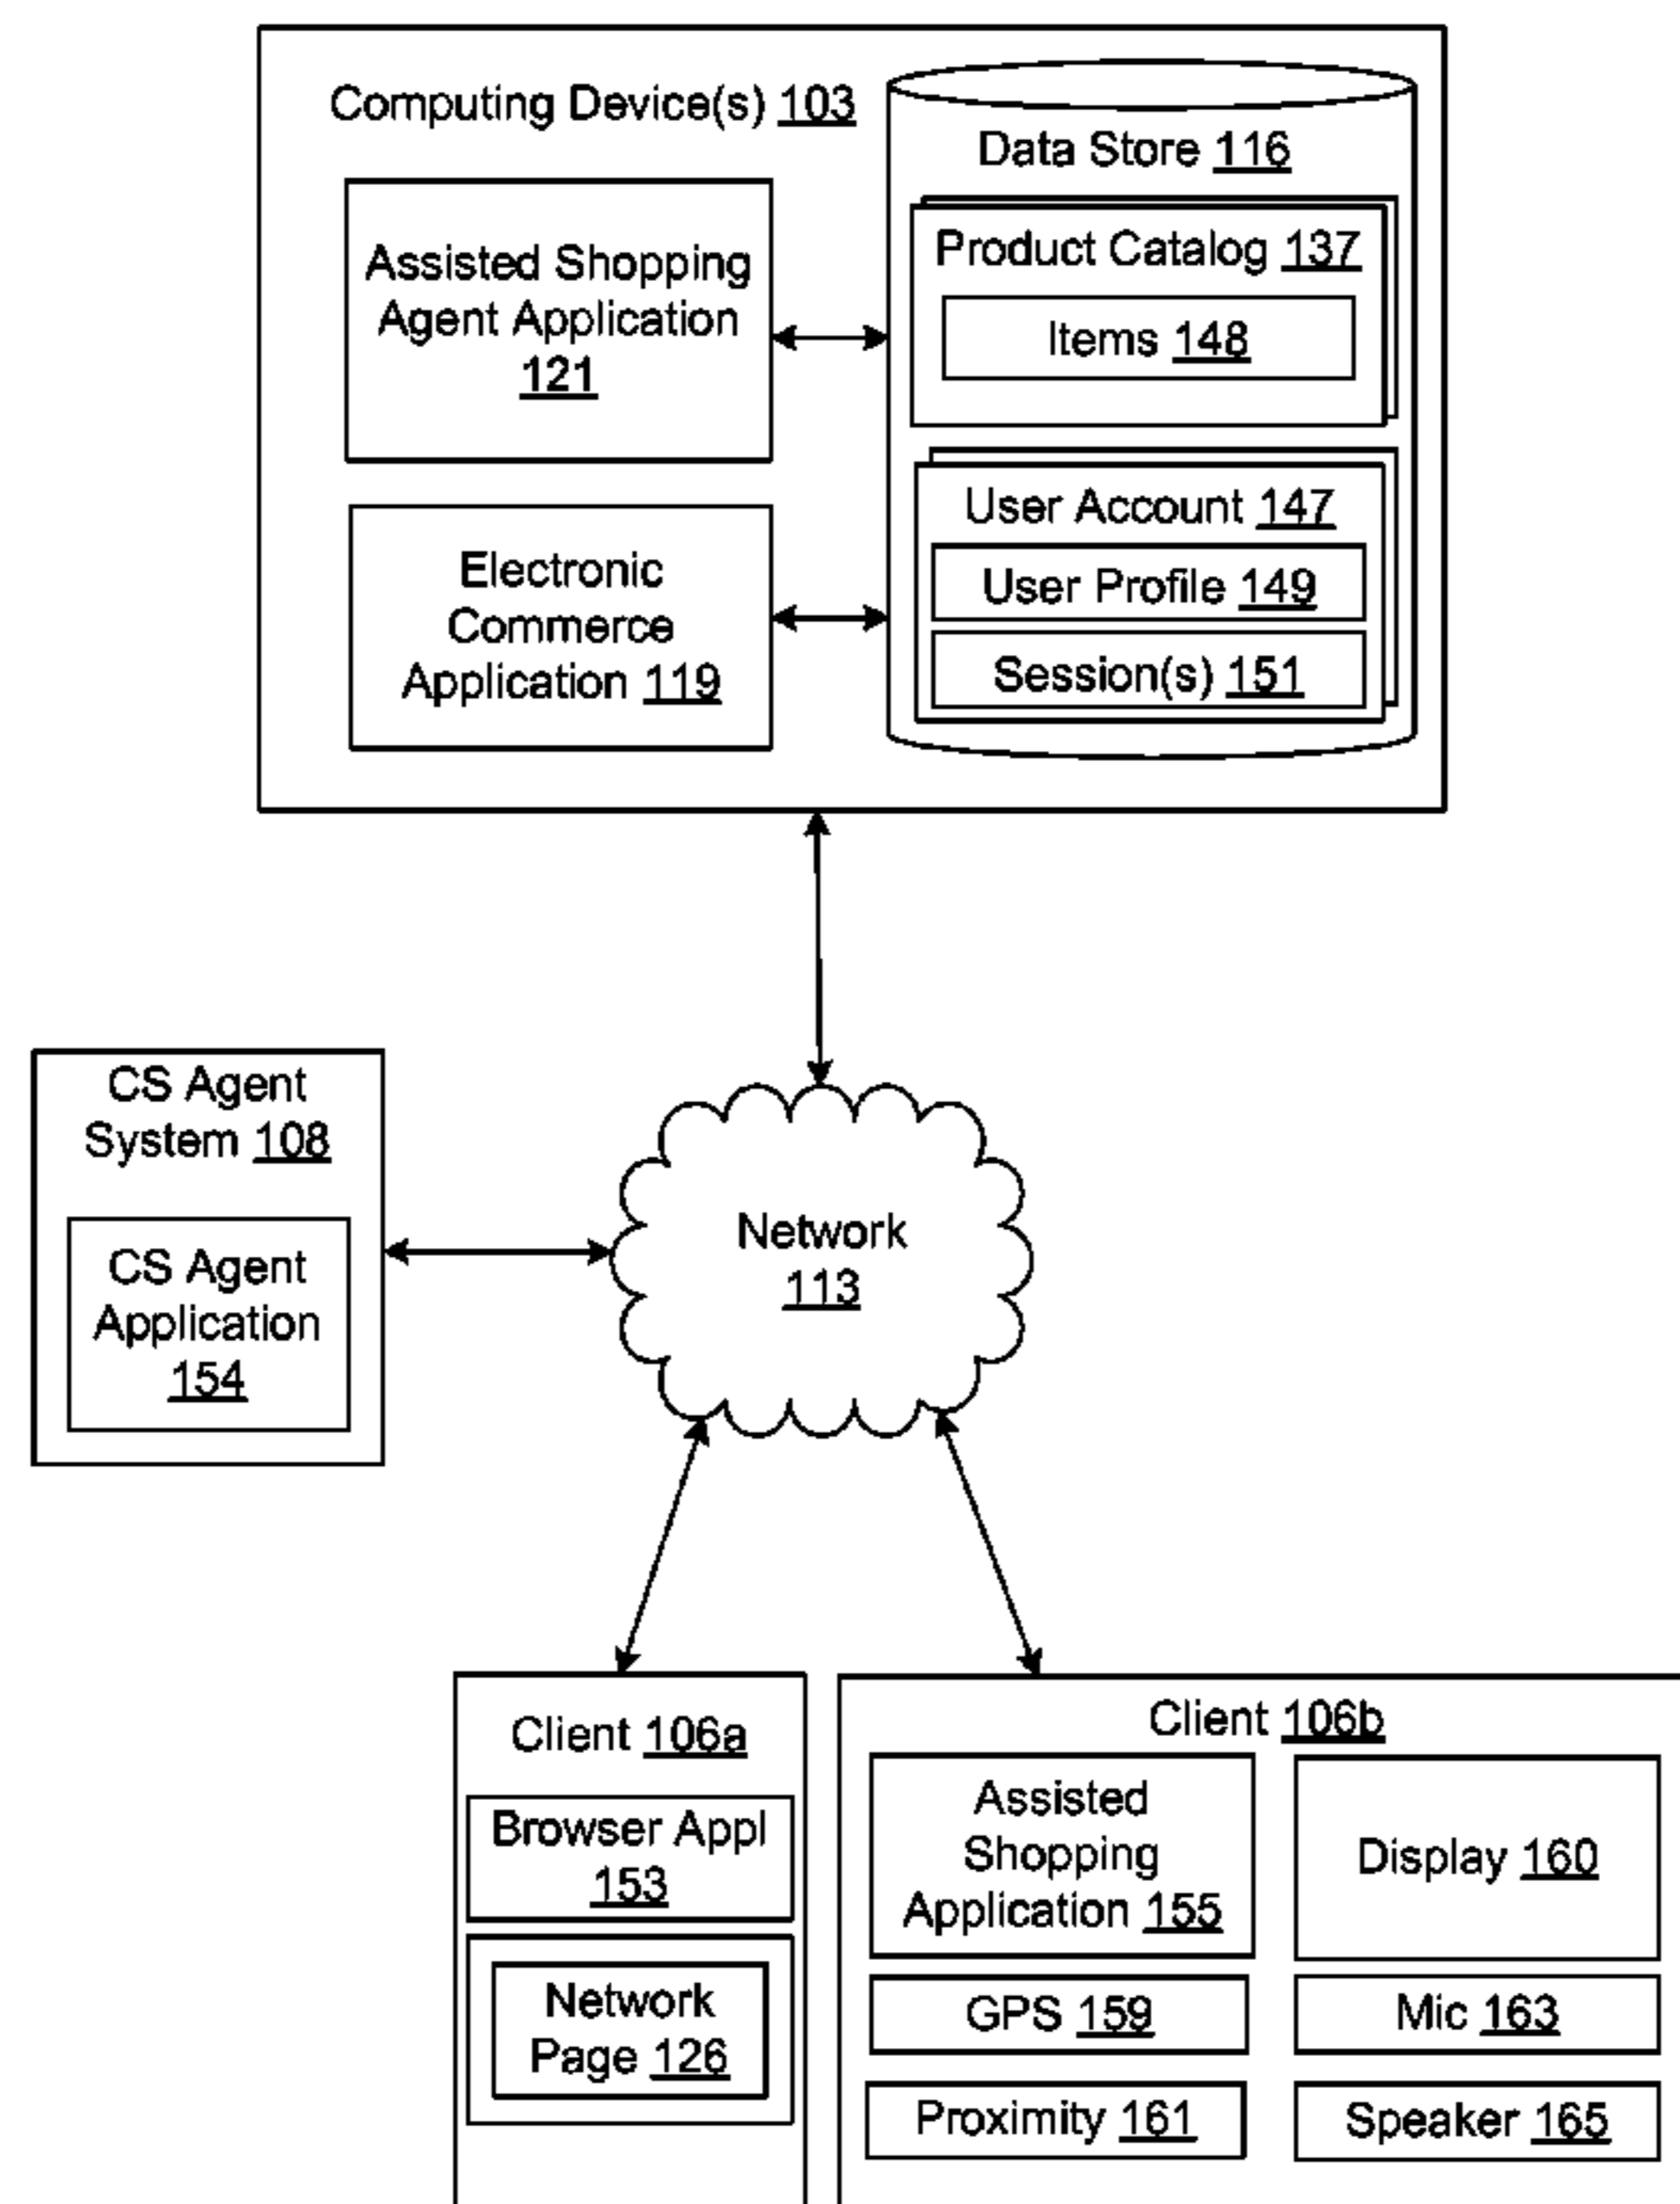 Computing Device(s) 103
Assisted Shopping
Agent Application
121
Electronic
Commerce
Application 119
Data Store 116
Product Catalog 137
Items 148
User Account 147
User Profile 149
Session(s) 151
CS Agent
System 108
CS Agent
Application
154
Network
113
Client 106a
Browser Appl
153
Network
Page 126
Client 106b
Assisted
Shopping
Application 155
Display 160
GPS 159
Mic 163
Proximity 161
Speaker 165